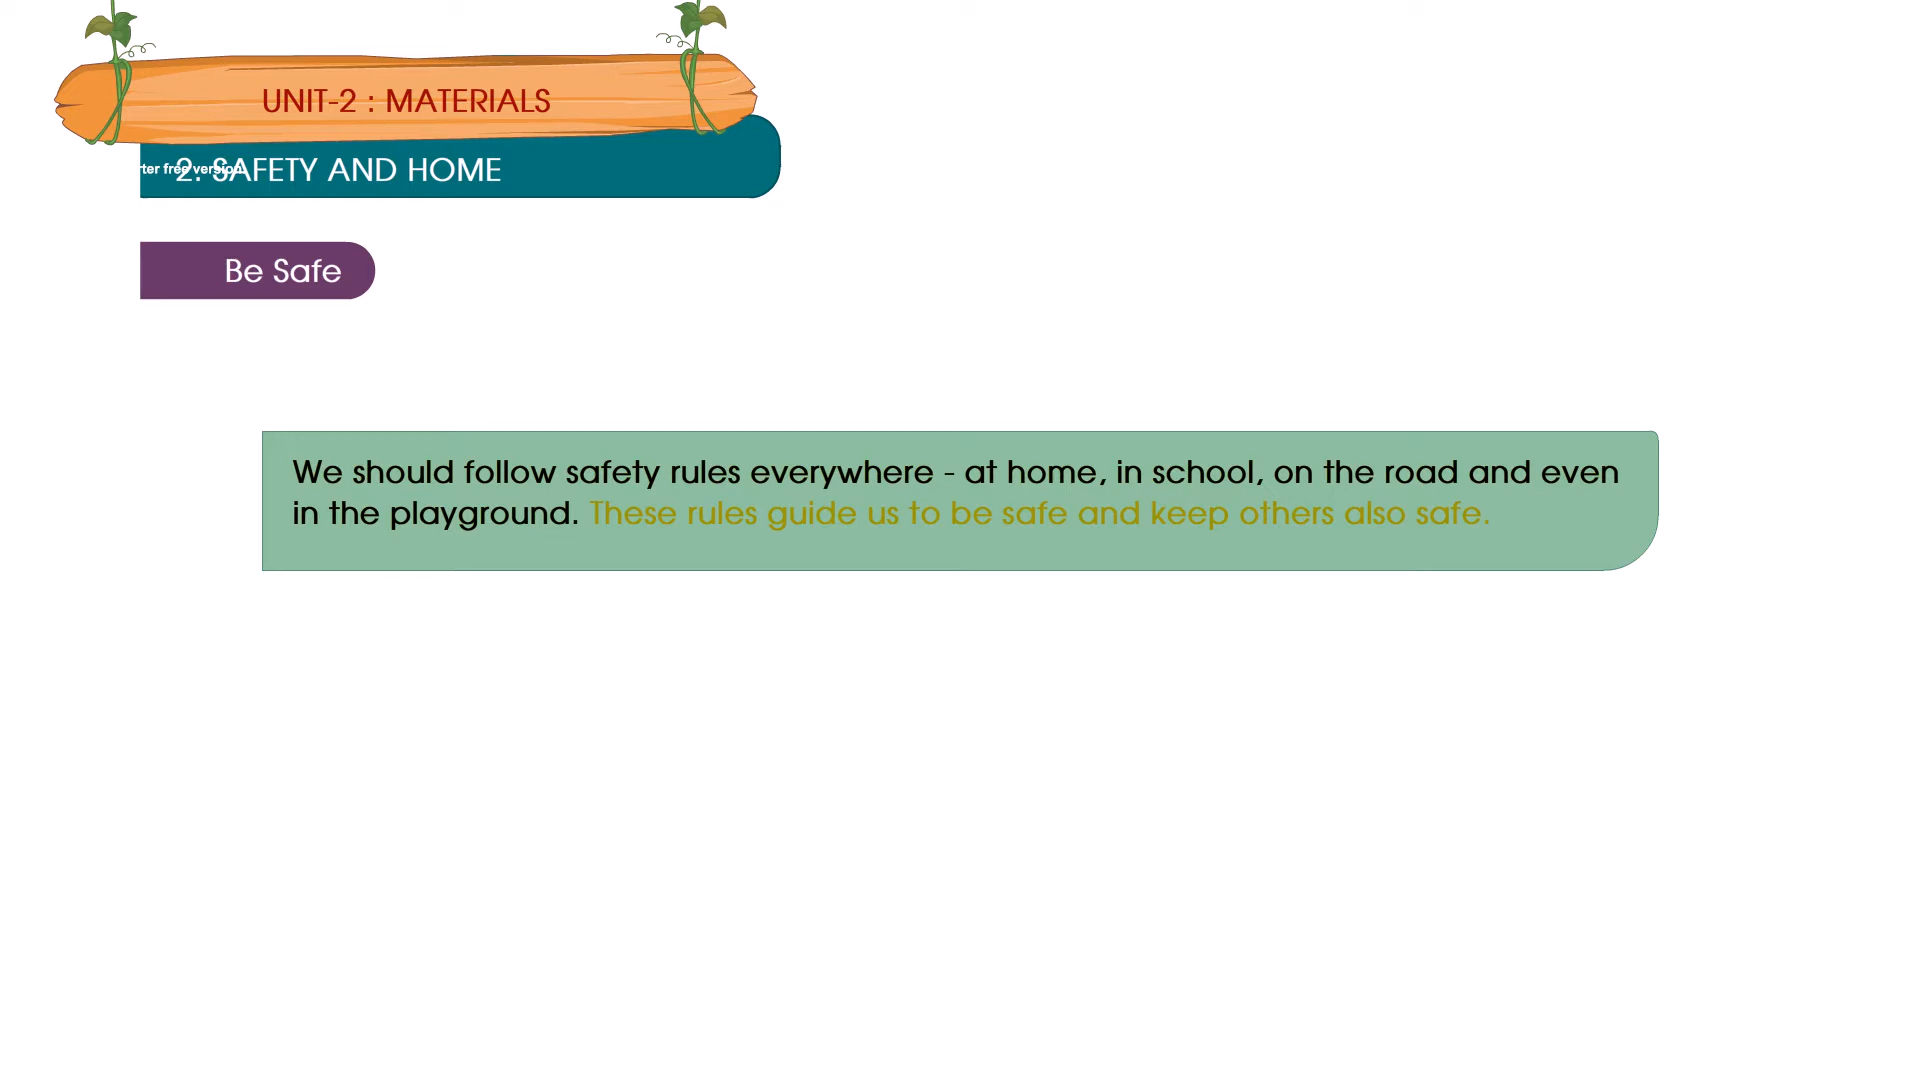 UNIT-2 : MATERIALS
2. SAFETY AND HOME
free version
Be Safe
We should follow safety rules everywhere - at home, in school, on the road and even
in the playground. These rules guide us to be safe and keep others also safe.